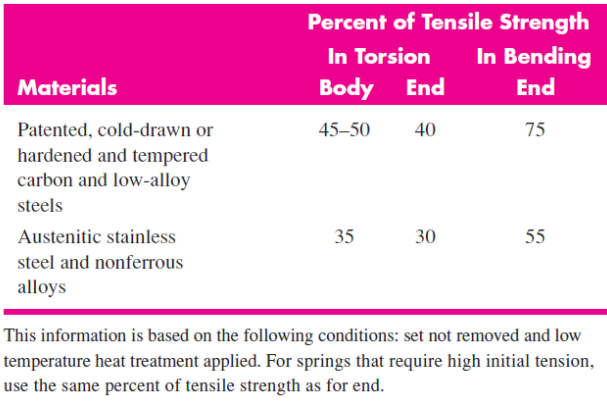 Percent of Tensile Strength
In Torsion In Bending
Materials Body End End
Patented, cold-drawn or 45–50 40 75
hardened and tempered
carbon and low-alloy
steels
Austenitic stainless 35 30 55
steel and nonferrous
alloys
This information is based on the following conditions: set not removed and low
temperature heat treatment applied. For springs that require high initial tension,
use the same percent of tensile strength as for end.